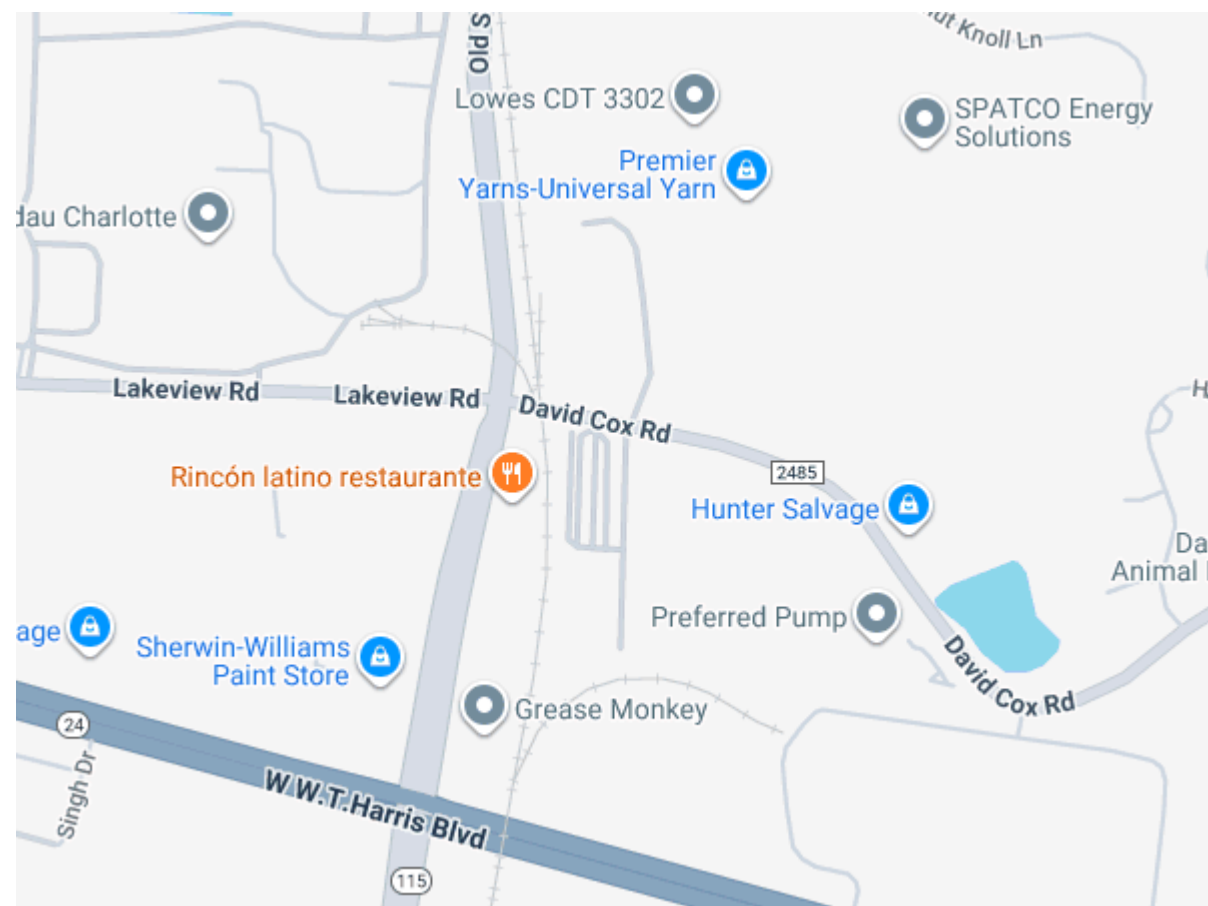 Old S
Knoll Ln
Lowes CDT 3302
SPATCO Energy
Solutions
Premier
Yarns-Universal Yarn
dau Charlotte
Lakeview Rd
Lakeview Rd
David Cox Rd
2485
Rincón latino restaurante
Hunter Salvage
Da
Animal
Preferred Pump
age
Sherwin-Williams
Paint Store
David Cox Rd
Grease Monkey
24
Singh Dr
W W.T.Harris Blvd
115